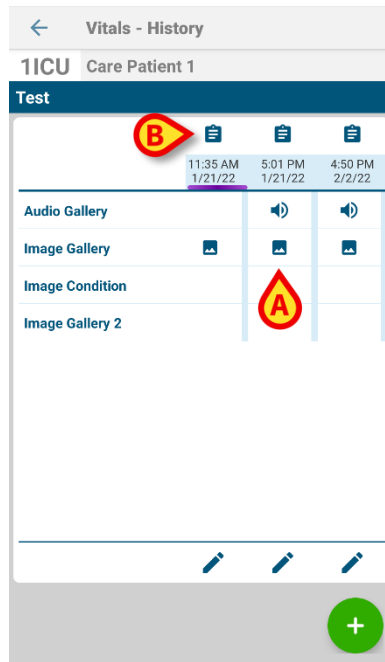 Vitals - History
1ICU Care Patient 1
Test
B
11:35 AM 5:01 PM 4:50 PM
1/21/22 1/21/22 2/2/22
Audio Gallery
Image Gallery
Image Condition
A
Image Gallery 2